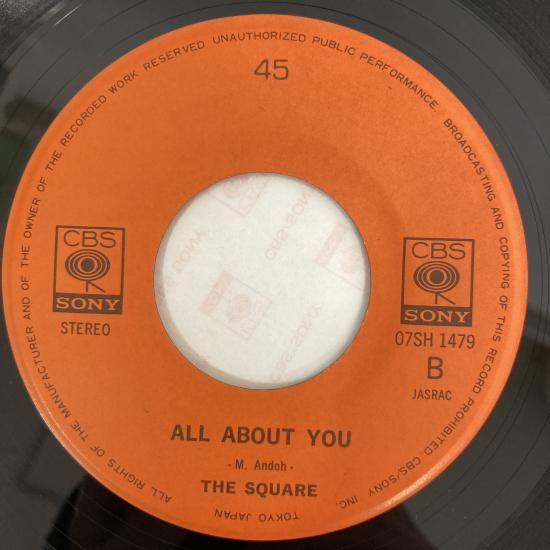 ALL RIGHTS OF THE MANUFACTURER AND OF THE OWNER OF THE RECORDED WORK RESERVED UNAUTHORIZED PUBLIC PERFORMANCE, BROADCASTING AND COPYING OF THIS RECORD PROHIBITED CBS/SONY INC.
TOKYO JAPAN
45
CBS
SONY
STEREO
CBS
SONY
07SH 1479
B
JASRAC
ALL ABOUT YOU
- M. Andoh -
THE SQUARE